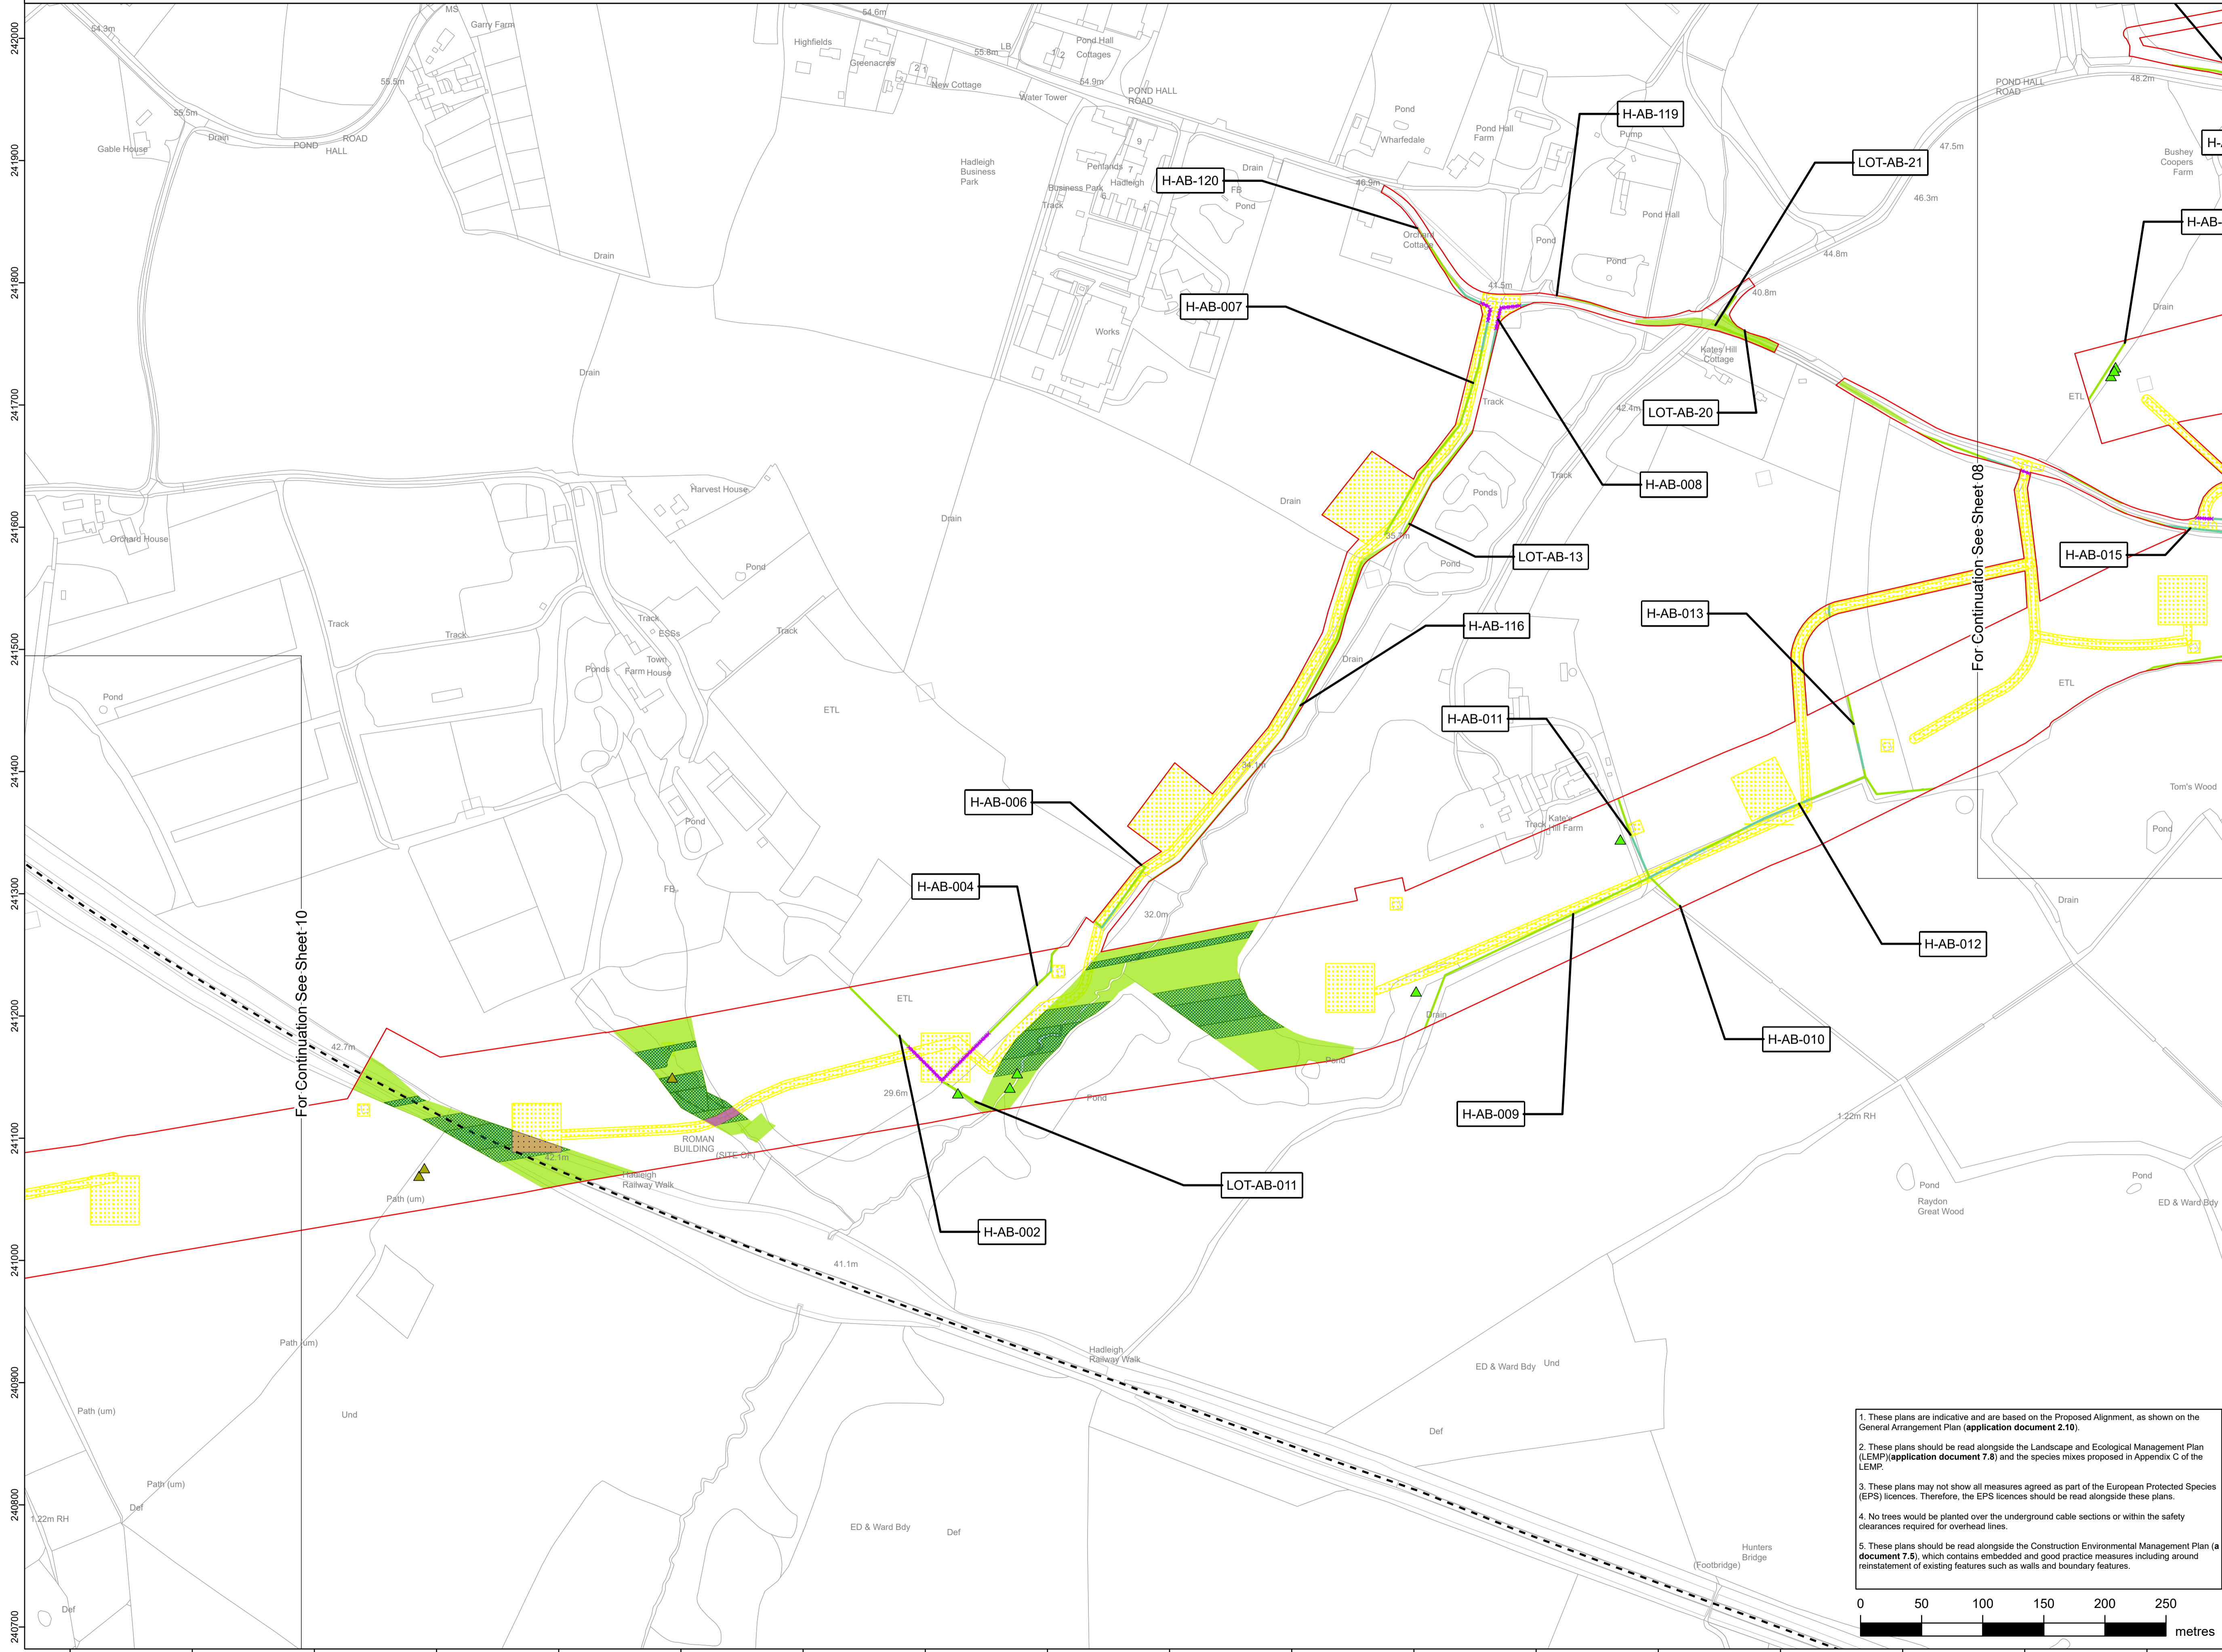 MS
Garry Farm
54.6m
54.3m
242000
Highfields
Greenacres
2 1
New Cottage
55.8m
LB
1
2
Pond Hall
Cottages
54.9m
Water Tower
POND HALL
ROAD
55.5m
55.5m
Gable House
Drain
POND
HALL
ROAD
241900
Hadleigh
Business
Park
9
Penlands
7
Business Park
Hadleigh
6
Track
Drain
FB
Pond
H-AB-120
Pond
Wharfedale
Pond Hall
Farm
Pump
H-AB-119
46.9m
Orchard
Cottage
Pond Hall
Pond
Pond
POND HALL
ROAD
48.2m
47.5m
Bushey
Coopers
Farm
LOT-AB-21
46.3m
44.8m
40.8m
41.5m
H-AB-
Drain
241800
Drain
H-AB-007
Works
Drain
Kates Hill
Cottage
LOT-AB-20
42.4m
ETL
241700
Track
Track
H-AB-008
Ponds
Harvest House
Drain
Drain
Orchard House
241600
35.7m
LOT-AB-13
Pond
Pond
For Continuation See Sheet 08
H-AB-015
H-AB-013
H-AB-116
Track
Track
Track
ESSs
Track
Town
Farm House
Ponds
241500
Drain
Pond
ETL
ETL
H-AB-011
241400
34.1m
H-AB-006
Tom's Wood
Track
Kate's
Hill Farm
Pond
Pond
FB
H-AB-004
241300
Drain
32.0m
H-AB-012
For Continuation See Sheet 10
ETL
241200
Drain
H-AB-010
42.7m
Pond
29.6m
Pond
H-AB-009
1.22m RH
241100
ROMAN
BUILDING
(SITE OF)
42.1m
Hadleigh
Railway Walk
Path (um)
LOT-AB-011
Pond
Raydon
Great Wood
Pond
ED & Ward Bdy
H-AB-002
241000
41.1m
Path (um)
Hadleigh
Railway Walk
ED & Ward Bdy
Und
240900
Path (um)
Und
Def
Path (um)
Def
240800
1.22m RH
ED & Ward Bdy
Def
Hunters
Bridge
(Footbridge)
Def
240700
1. These plans are indicative and are based on the Proposed Alignment, as shown on the
General Arrangement Plan (application document 2.10).
2. These plans should be read alongside the Landscape and Ecological Management Plan
(LEMP)(application document 7.8) and the species mixes proposed in Appendix C of the
LEMP.
3. These plans may not show all measures agreed as part of the European Protected Species
(EPS) licences. Therefore, the EPS licences should be read alongside these plans.
4. No trees would be planted over the underground cable sections or within the safety
clearances required for overhead lines.
5. These plans should be read alongside the Construction Environmental Management Plan (a
document 7.5), which contains embedded and good practice measures including around
reinstatement of existing features such as walls and boundary features.
0 50 100 150 200 250
metres